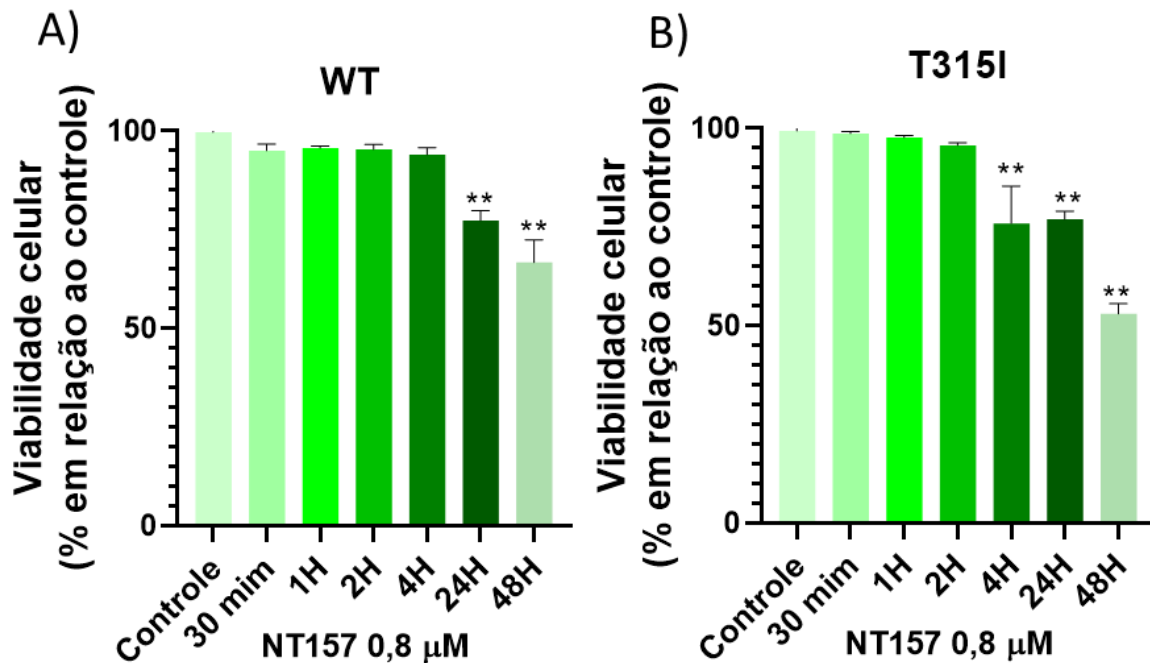 A)
WT
Viabilidade celular
(% em relação ao controle)
100
50
0
**
**
Controle
30 mim
1H
2H
4H
24H
48H
NT157 0,8 μM
B)
T315I
Viabilidade celular
(% em relação ao controle)
100
50
0
**
**
**
Controle
30 mim
1H
2H
4H
24H
48H
NT157 0,8 μM